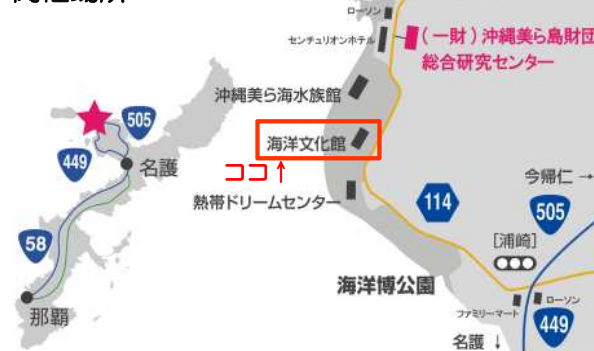 ローソン
センチュリオンホテル
(一財)沖縄美ら島財団
総合研究センター
沖縄美ら海水族館
海洋文化館
ココ↑
熱帯ドリームセンター
505
449
名護
58
那覇
114
今帰仁 →
505
[浦崎]
海洋博公園
ファミリーマート
ローソン
449
名護 ↓